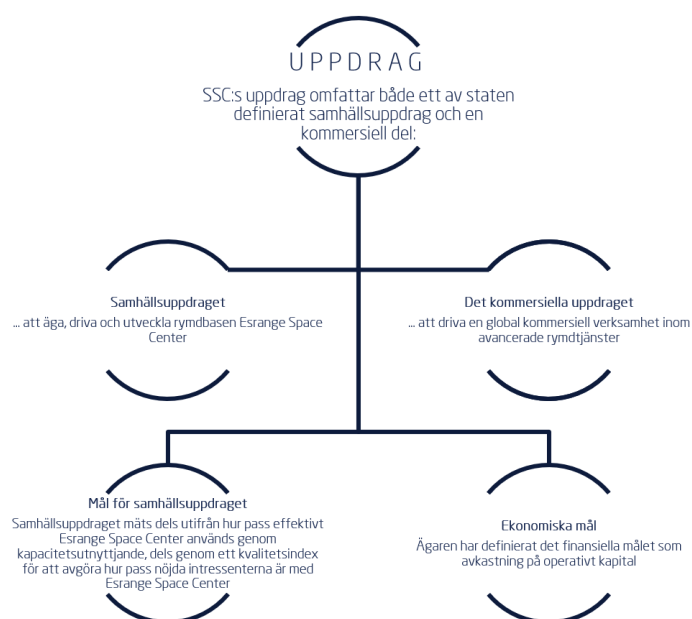 UPPDRAG
SSC:s uppdrag omfattar både ett av staten
definierat samhällsuppdrag och en
kommersiell del:
Samhällsuppdraget
... att äga, driva och utveckla rymdbasen Esrange Space
Center
Det kommersiella uppdraget
... att driva en global kommersiell verksamhet inom
avancerade rymdtjänster
Mål för samhällsuppdraget
Samhällsuppdraget mäts dels utifrån hur pass effektivt
Esrange Space Center används genom
kapacitetsutnyttjande, dels genom ett kvalitetsindex
för att avgöra hur pass nöjda intressenterna är med
Esrange Space Center
Ekonomiska mål
Ägaren har definierat det finansiella målet som
avkastning på operativt kapital